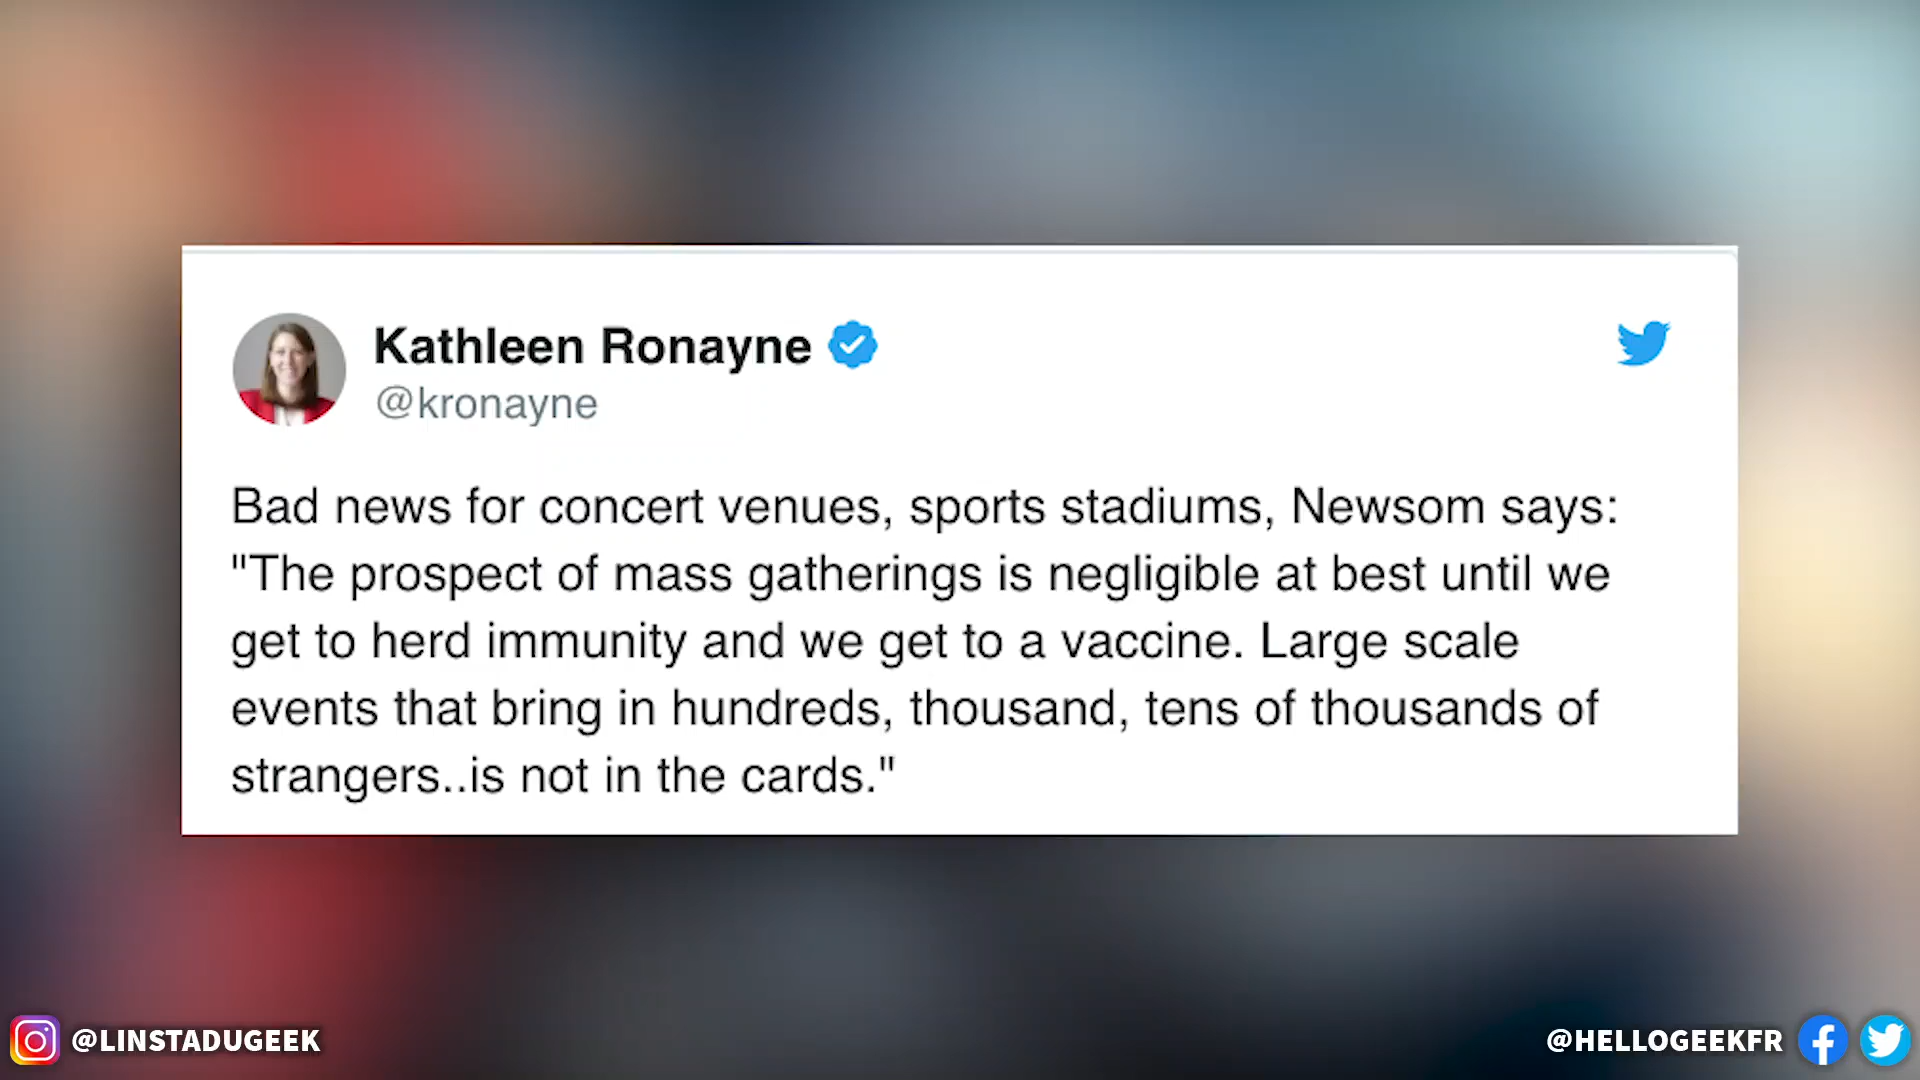 Kathleen Ronayne
@kronayne
Bad news for concert venues, sports stadiums, Newsom says:
"The prospect of mass gatherings is negligible at best until we
get to herd immunity and we get to a vaccine. Large scale
events that bring in hundreds, thousand, tens of thousands of
strangers..is not in the cards."
@LINSTADUGEEK
@HELLOGEEKFR